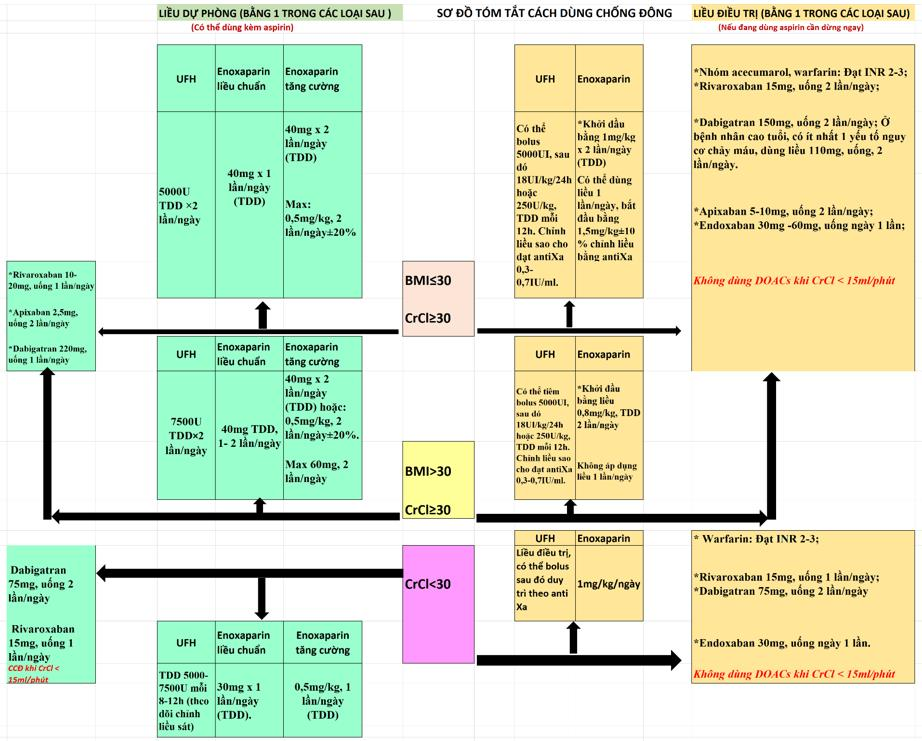 LIỀU DỰ PHÒNG (BẰNG 1 TRONG CÁC LOẠI SAU )
(Có thể dùng kèm aspirin)
SƠ ĐỒ TÓM TẮT CÁCH DÙNG CHỐNG ĐÔNG
LIỀU ĐIỀU TRỊ (BẰNG 1 TRONG CÁC LOẠI SAU)
(Nếu đang dùng aspirin cần dừng ngay)
UFH
Enoxaparin
liều chuẩn
Enoxaparin
tăng cường
5000U
TDD ×2
lần/ngày
40mg x 1
lần/ngày
(TDD)
40mg x 2
lần/ngày
(TDD)
Max:
0,5mg/kg, 2
lần/ngày±20%
UFH
Enoxaparin
Có thể
bolus
5000UI, sau
đó
18UI/kg/24h
hoặc
250U/kg,
TDD mỗi
12h. Chỉnh
liều sao cho
đạt antiXa
0,3-
0,7IU/ml.
*Khởi đầu
bằng 1mg/kg
x 2 lần/ngày
(TDD)
Có thể dùng
liều 1
lần/ngày, bắt
đầu bằng
1,5mg/kg±10
% chỉnh liều
bằng antiXa
*Nhóm acecumarol, warfarin: Đạt INR 2-3;
*Rivaroxaban 15mg, uống 2 lần/ngày;
*Dabigatran 150mg, uống 2 lần/ngày; Ở
bệnh nhân cao tuổi, có ít nhất 1 yếu tố nguy
cơ chảy máu, dùng liều 110mg, uống, 2
lần/ngày.
*Apixaban 5-10mg, uống 2 lần/ngày;
*Endoxaban 30mg -60mg, uống ngày 1 lần;
Không dùng DOACs khi CrCl < 15ml/phút
*Rivaroxaban 10-
20mg, uống 1 lần/ngày
*Apixaban 2,5mg,
uống 2 lần/ngày
*Dabigatran 220mg,
uống 1 lần/ngày
BMI≤30
CrCl≥30
UFH
Enoxaparin
liều chuẩn
Enoxaparin
tăng cường
7500U
TDD×2
lần/ngày
40mg TDD,
1- 2 lần/ngày
40mg x 2
lần/ngày
(TDD) hoặc:
0,5mg/kg, 2
lần/ngày±20%.
Max 60mg, 2
lần/ngày
UFH
Enoxaparin
Có thể tiêm
bolus 5000UI,
sau đó
18UI/kg/24h
hoặc 250U/kg,
TDD mỗi 12h.
Chỉnh liều sao
cho đạt antiXa
0,3-0,7IU/ml.
*Khởi đầu
bằng liều
0,8mg/kg, TDD
2 lần/ngày
Không áp dụng
liều 1 lần/ngày
BMI>30
CrCl≥30
CrCl<30
Dabigatran
75mg, uống 2
lần/ngày
Rivaroxaban
15mg, uống 1
lần/ngày
CCĐ khi CrCl <
15ml/phút
UFH
Enoxaparin
liều chuẩn
Enoxaparin
tăng cường
TDD 5000-
7500U mỗi
8-12h (theo
dõi chỉnh
liều sát)
30mg x 1
lần/ngày
(TDD).
0,5mg/kg, 1
lần/ngày
(TDD)
UFH
Enoxaparin
Liều điều trị,
có thể bolus
sau đó duy
trì theo anti
Xa
1mg/kg/ngày
* Warfarin: Đạt INR 2-3;
*Rivaroxaban 15mg, uống 1 lần/ngày;
*Dabigatran 75mg, uống 2 lần/ngày
*Endoxaban 30mg, uống ngày 1 lần.
Không dùng DOACs khi CrCl < 15ml/phút